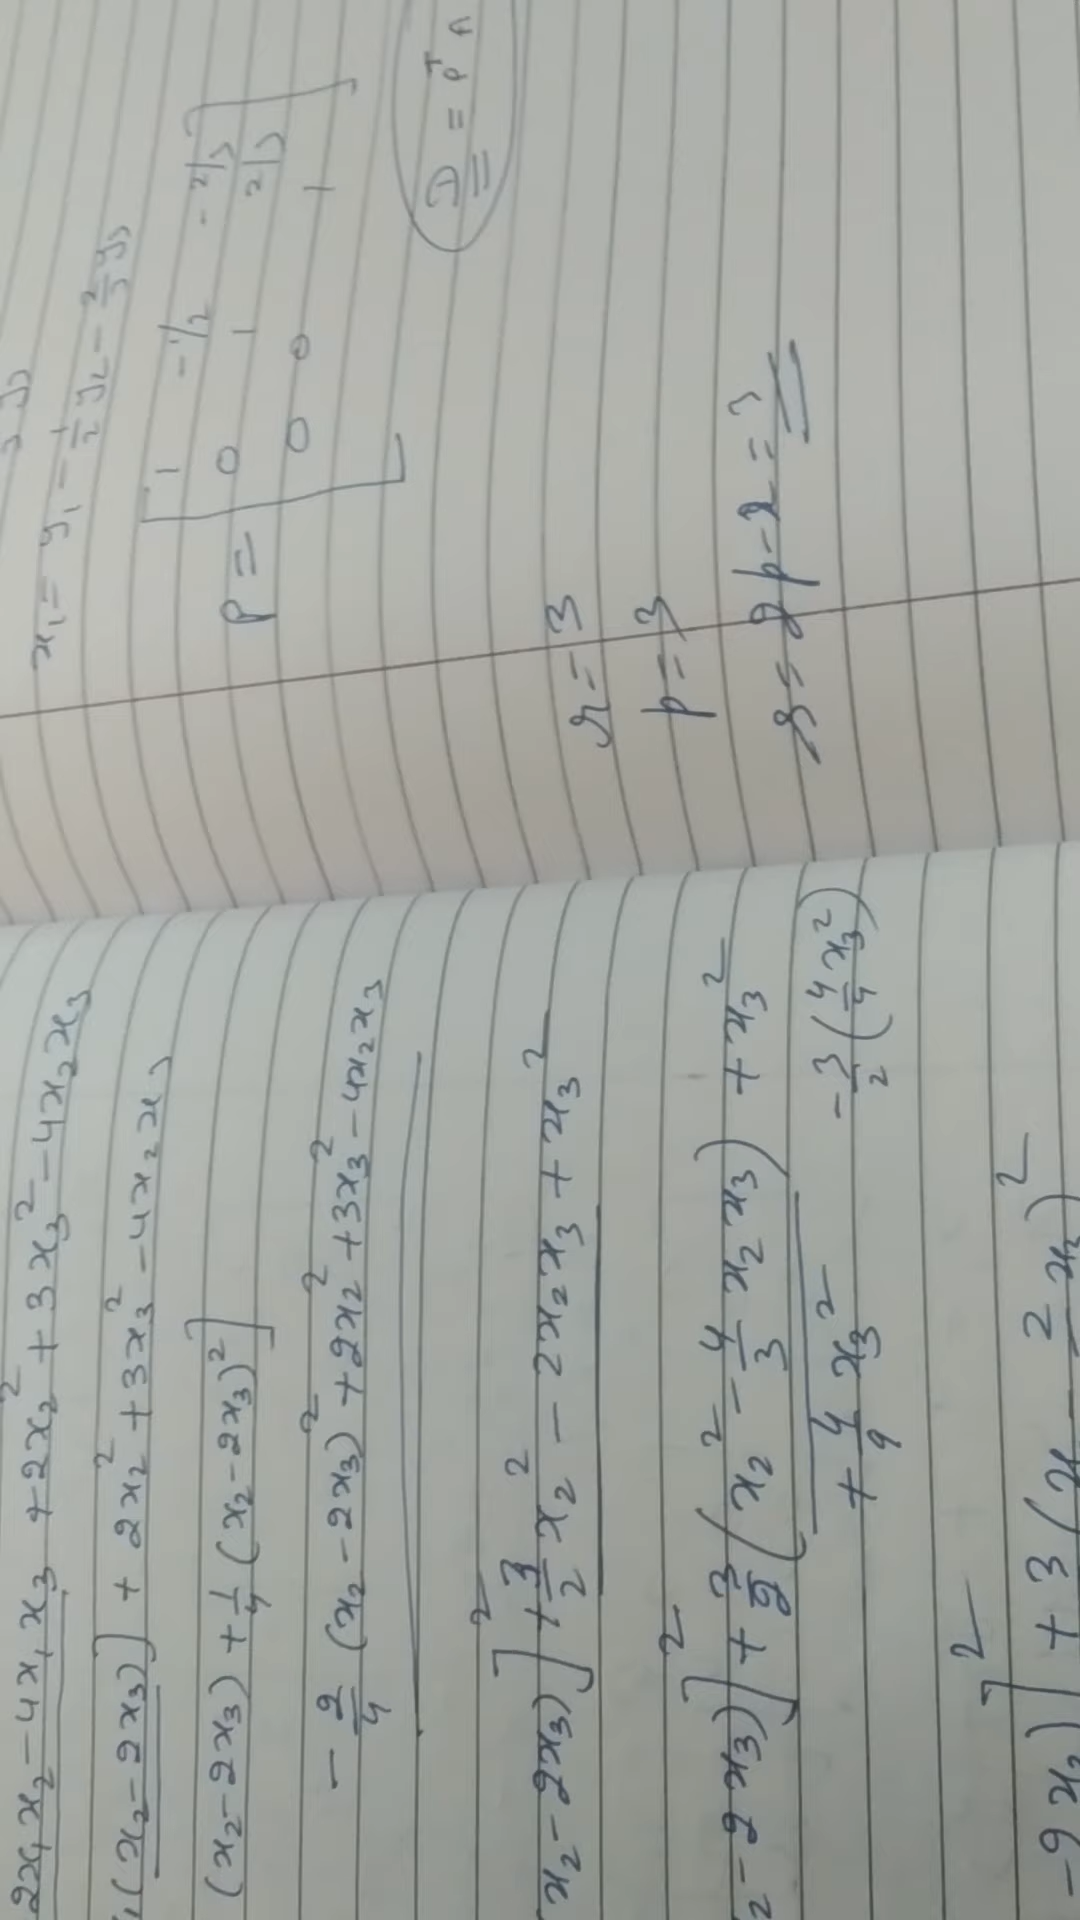 2x₁x₂ - 4x₁x₃ + 2x₂² + 3x₃² - 4x₂x₃
(x₂ - 2x₃)] + 2x₂² + 3x₃² - 4x₂x₃
(x₂ - 2x₃) + 1/4 (x₂ - 2x₃)²]
- 2/4 (x₂ - 2x₃)² + 2x₂² + 3x₃² - 4x₂x₃
x₂ - 2x₃)]² + 3/2 x₂² - 2x₂x₃ + x₃²
2 - 2x₃)]² + 3/2 (x₂² - 4/3 x₂x₃) + x₃²
+ 4/9 x₃² - 3/2 (4/4 x₃²)
]² + 3 ( - 2 x₃)²
x₁ = y₁ - 1/2 y₂ - 2/3 y₃
P = [1 -1/2 -2/3
0 1 2/3
0 0 1]
D = PᵀA
r = 3
p = 3
s = 2p - r = 3